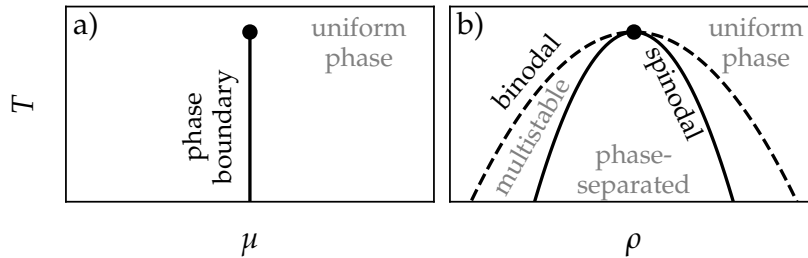 a)
uniform
phase
phase
boundary
T
μ
b)
uniform
phase
binodal
spinodal
multistable
phase-
separated
ρ